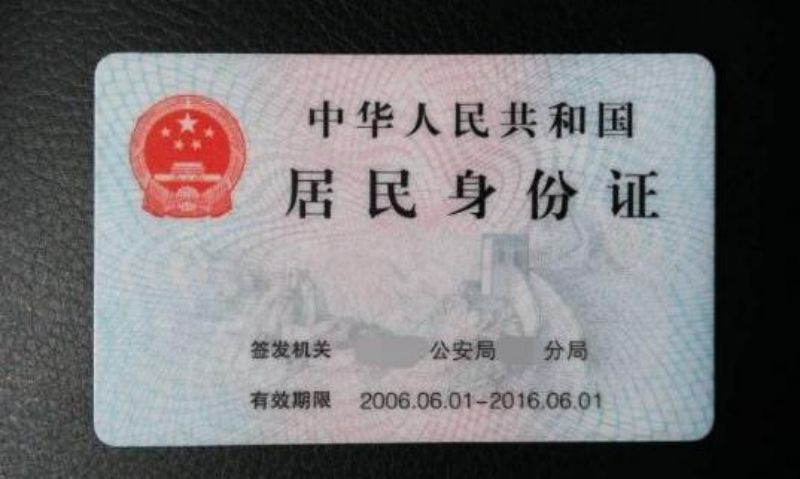 中华人民共和国
居民身份证
签发机关 公安局 分局
有效期限 2006.06.01-2016.06.01